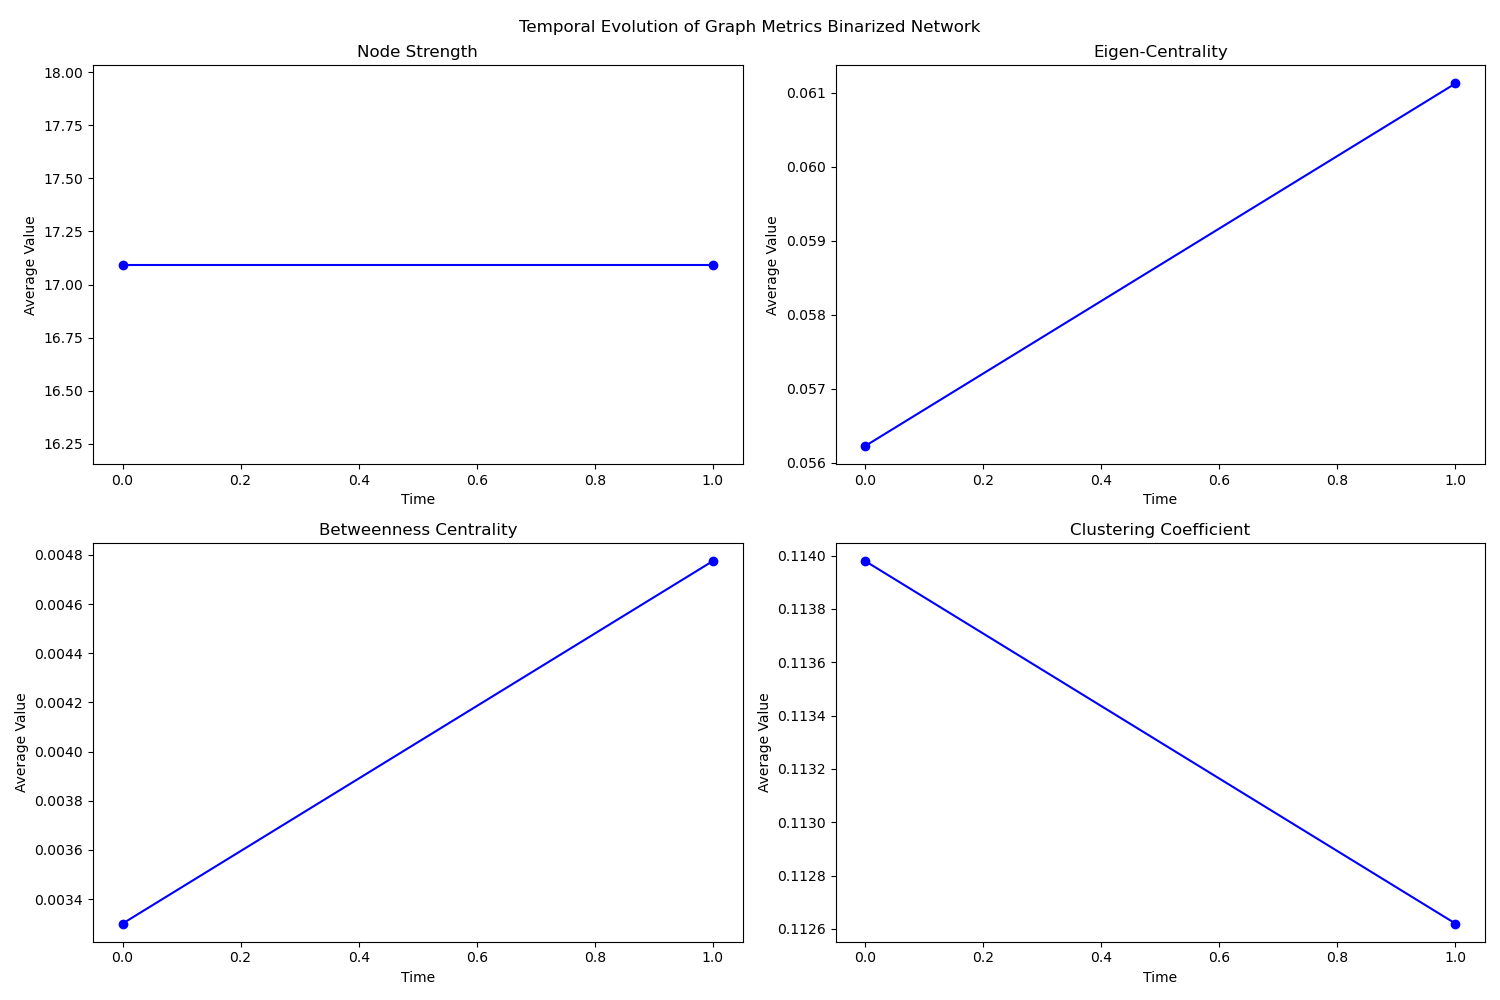 Temporal Evolution of Graph Metrics Binarized Network
Node Strength
18.00
17.75
17.50
17.25
17.00
16.75
16.50
16.25
Average Value
0.0 0.2 0.4 0.6 0.8 1.0
Time
Eigen-Centrality
0.061
0.060
0.059
0.058
0.057
0.056
Average Value
0.0 0.2 0.4 0.6 0.8 1.0
Time
Betweenness Centrality
0.0048
0.0046
0.0044
0.0042
0.0040
0.0038
0.0036
0.0034
Average Value
0.0 0.2 0.4 0.6 0.8 1.0
Time
Clustering Coefficient
0.1140
0.1138
0.1136
0.1134
0.1132
0.1130
0.1128
0.1126
Average Value
0.0 0.2 0.4 0.6 0.8 1.0
Time